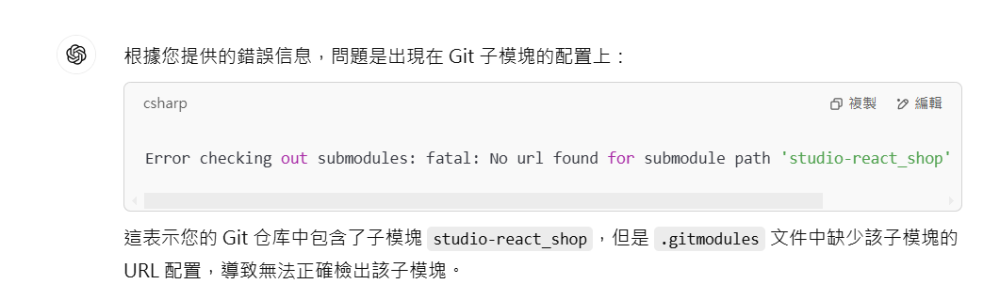 根據您提供的錯誤信息，問題是出現在 Git 子模塊的配置上：
csharp 複製 編輯
Error checking out submodules: fatal: No url found for submodule path 'studio-react_shop'
這表示您的 Git 仓库中包含了子模塊 studio-react_shop，但是 .gitmodules 文件中缺少該子模塊的
URL 配置，導致無法正確檢出該子模塊。